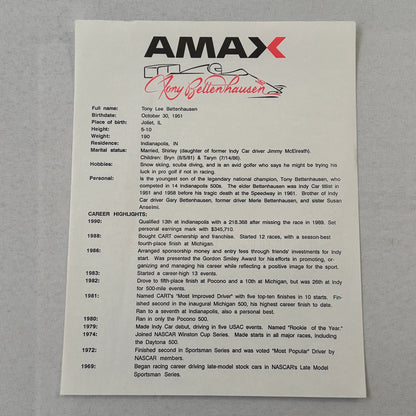 AMAX
Tony Bettenhausen
Full name: Tony Lee Bettenhausen
Birthdate: October 30, 1951
Place of birth: Joliet, IL
Height: 5-10
Weight: 190
Residence: Indianapolis, IN
Marital status: Married, Shirley (daughter of former Indy Car driver Jimmy McElreath).
Children: Bryn (8/5/81) & Taryn (7/14/86).
Hobbies: Snow skiing, scuba diving, and is an avid golfer who says he might be trying his
luck in pro golf if not in racing.
Personal: Is the youngest son of the legendary national champion, Tony Bettenhausen, who
competed in 14 Indianapolis 500s. The elder Bettenhausen was Indy Car titlist in
1951 and 1958 before his tragic death at the Speedway in 1961. Brother of Indy
Car driver Gary Bettenhausen, former driver Merle Bettenhausen, and sister Susan
Anselmi.
CAREER HIGHLIGHTS:
1990: Qualified 13th at Indianapolis with a 218.368 after missing the race in 1989. Set
personal earnings mark with $345,710.
1988: Bought CART ownership and franchise. Started 12 races, with a season-best
fourth-place finish at Michigan.
1986: Arranged sponsorship money and entry fees through friends' investments for Indy
start. Was presented the Gordon Smiley Award for his efforts in promoting, or-
ganizing and managing his career while reflecting a positive image for the sport.
1983: Started a career-high 13 events.
1982: Drove to fifth-place finish at Pocono and a 10th at Michigan, but was 26th at Indy
for 500-mile events.
1981: Named CART's "Most Improved Driver" with five top-ten finishes in 10 starts. Fin-
ished second in the inaugural Michigan 500, his highest career finish to date.
Ran to a seventh at Indianapolis, also a personal best.
1980: Ran in only the Pocono 500.
1979: Made Indy Car debut, driving in five USAC events. Named "Rookie of the Year."
1974: Joined NASCAR Winston Cup Series. Made starts in all major races, including
the Daytona 500.
1972: Finished second in Sportsman Series and was voted "Most Popular" Driver by
NASCAR members.
1969: Began racing career driving late-model stock cars in NASCAR's Late Model
Sportsman Series.